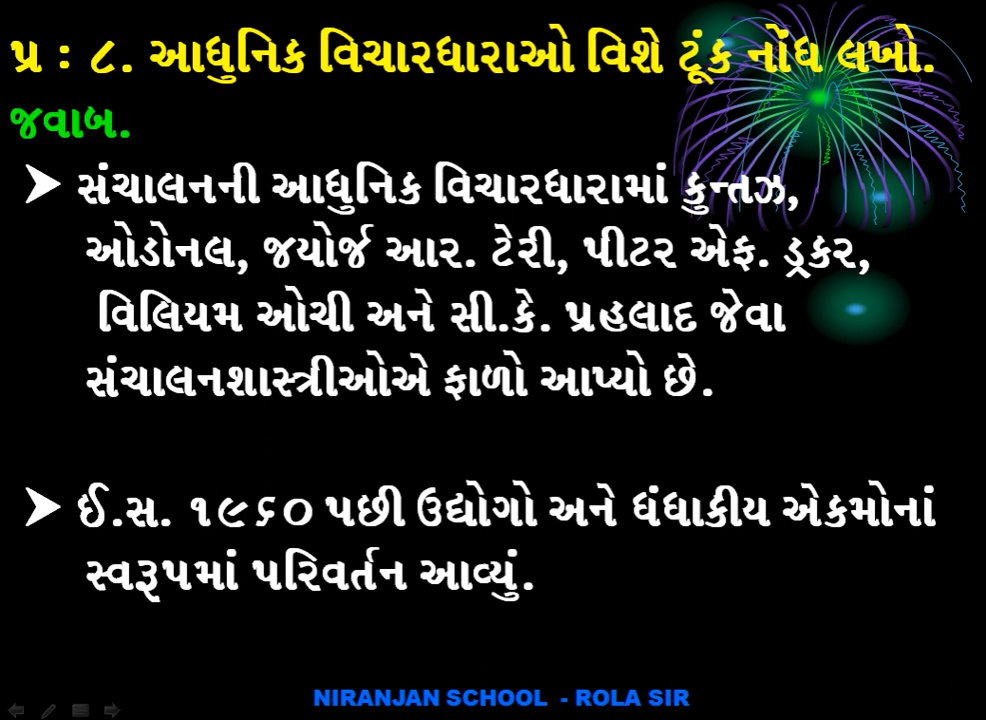 પ્ર : ૮. આધુનિક વિચારધારાઓ વિશે ટૂંક નોંધ લખો.
જવાબ.
➤ સંચાલનની આધુનિક વિચારધારામાં કુન્તઝ,
ઓડોનલ, જયોર્જ આર. ટેરી, પીટર એફ. ડ્રકર,
વિલિયમ ઓચી અને સી.કે. પ્રહલાદ જેવા
સંચાલનશાસ્ત્રીઓએ ફાળો આપ્યો છે.
➤ ઈ.સ. ૧૯૬૦ પછી ઉદ્યોગો અને ધંધાકીય એકમોનાં
સ્વરૂપમાં પરિવર્તન આવ્યું.
NIRANJAN SCHOOL - ROLA SIR